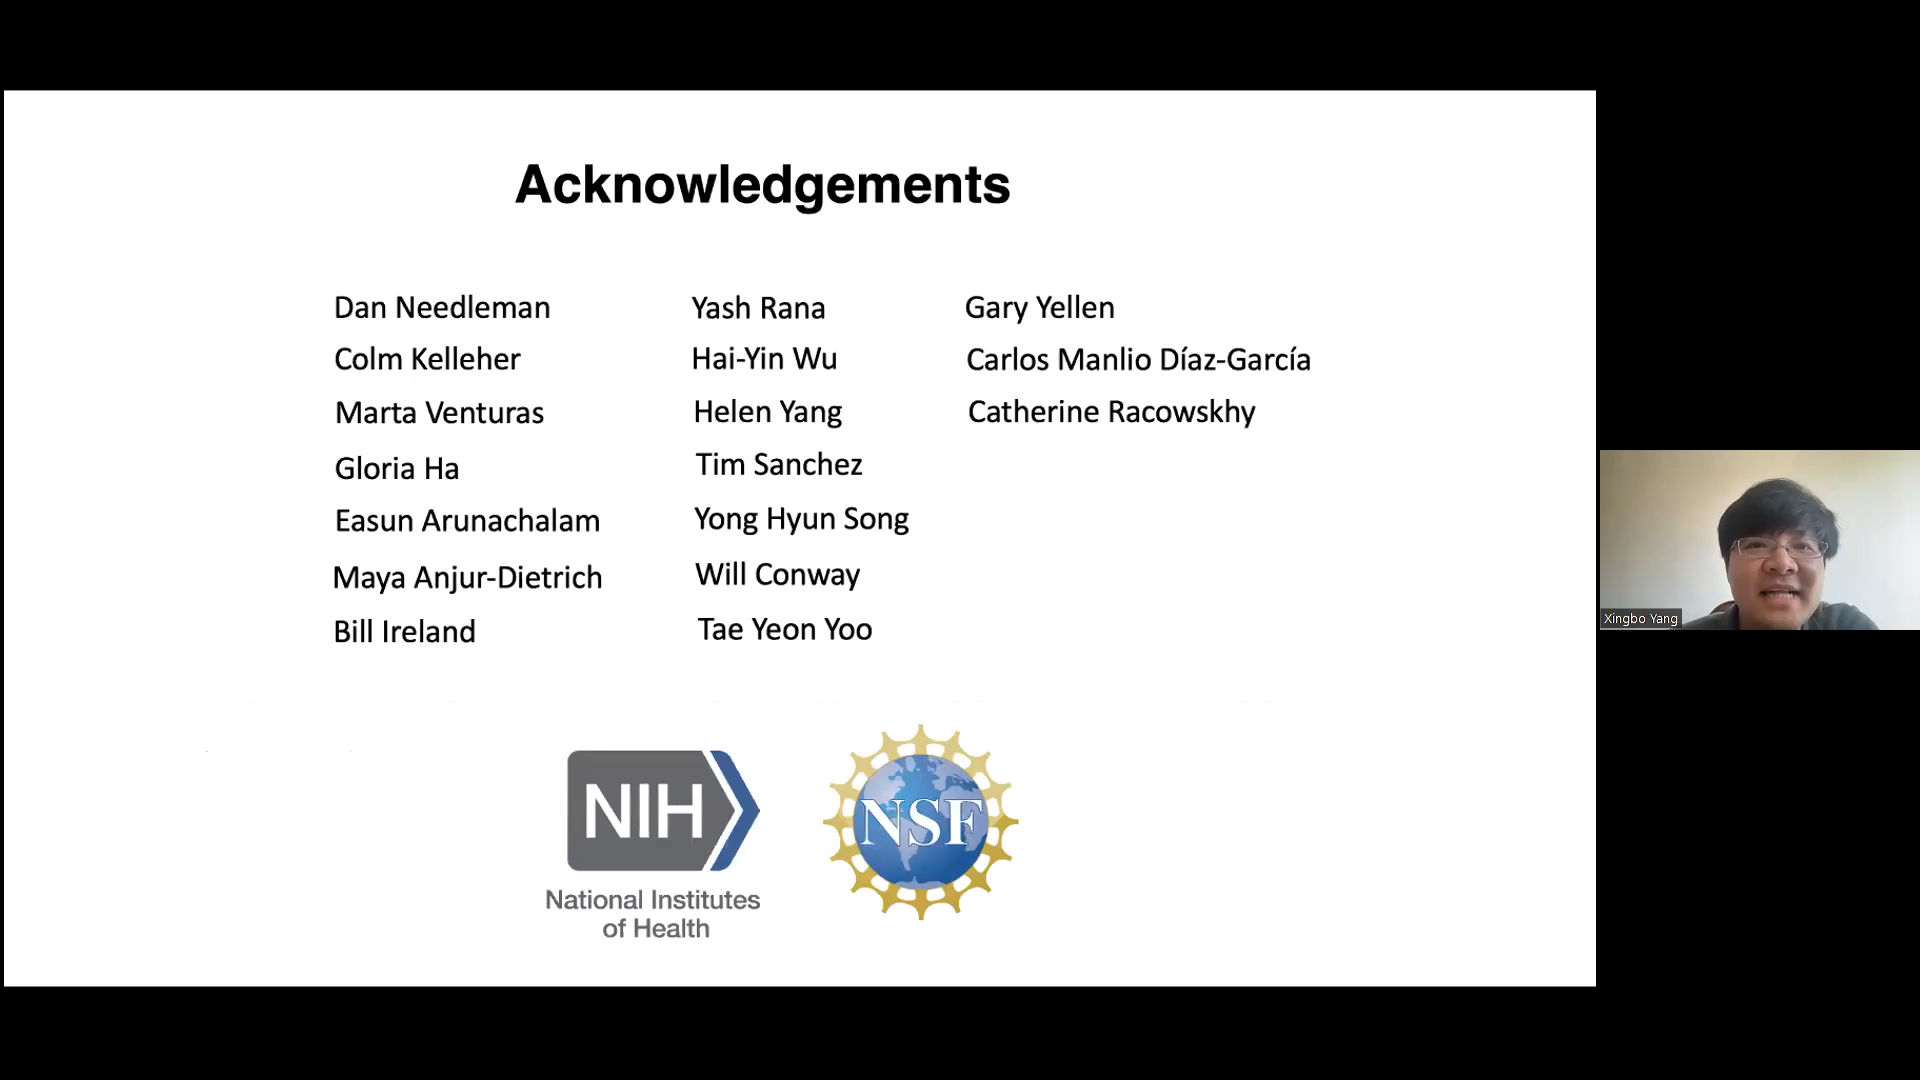 Acknowledgements
Dan Needleman
Colm Kelleher
Marta Venturas
Gloria Ha
Easun Arunachalam
Maya Anjur-Dietrich
Bill Ireland
Yash Rana
Hai-Yin Wu
Helen Yang
Tim Sanchez
Yong Hyun Song
Will Conway
Tae Yeon Yoo
Gary Yellen
Carlos Manlio Díaz-García
Catherine Racowskhy
NIH
National Institutes
of Health
NSF
Xingbo Yang